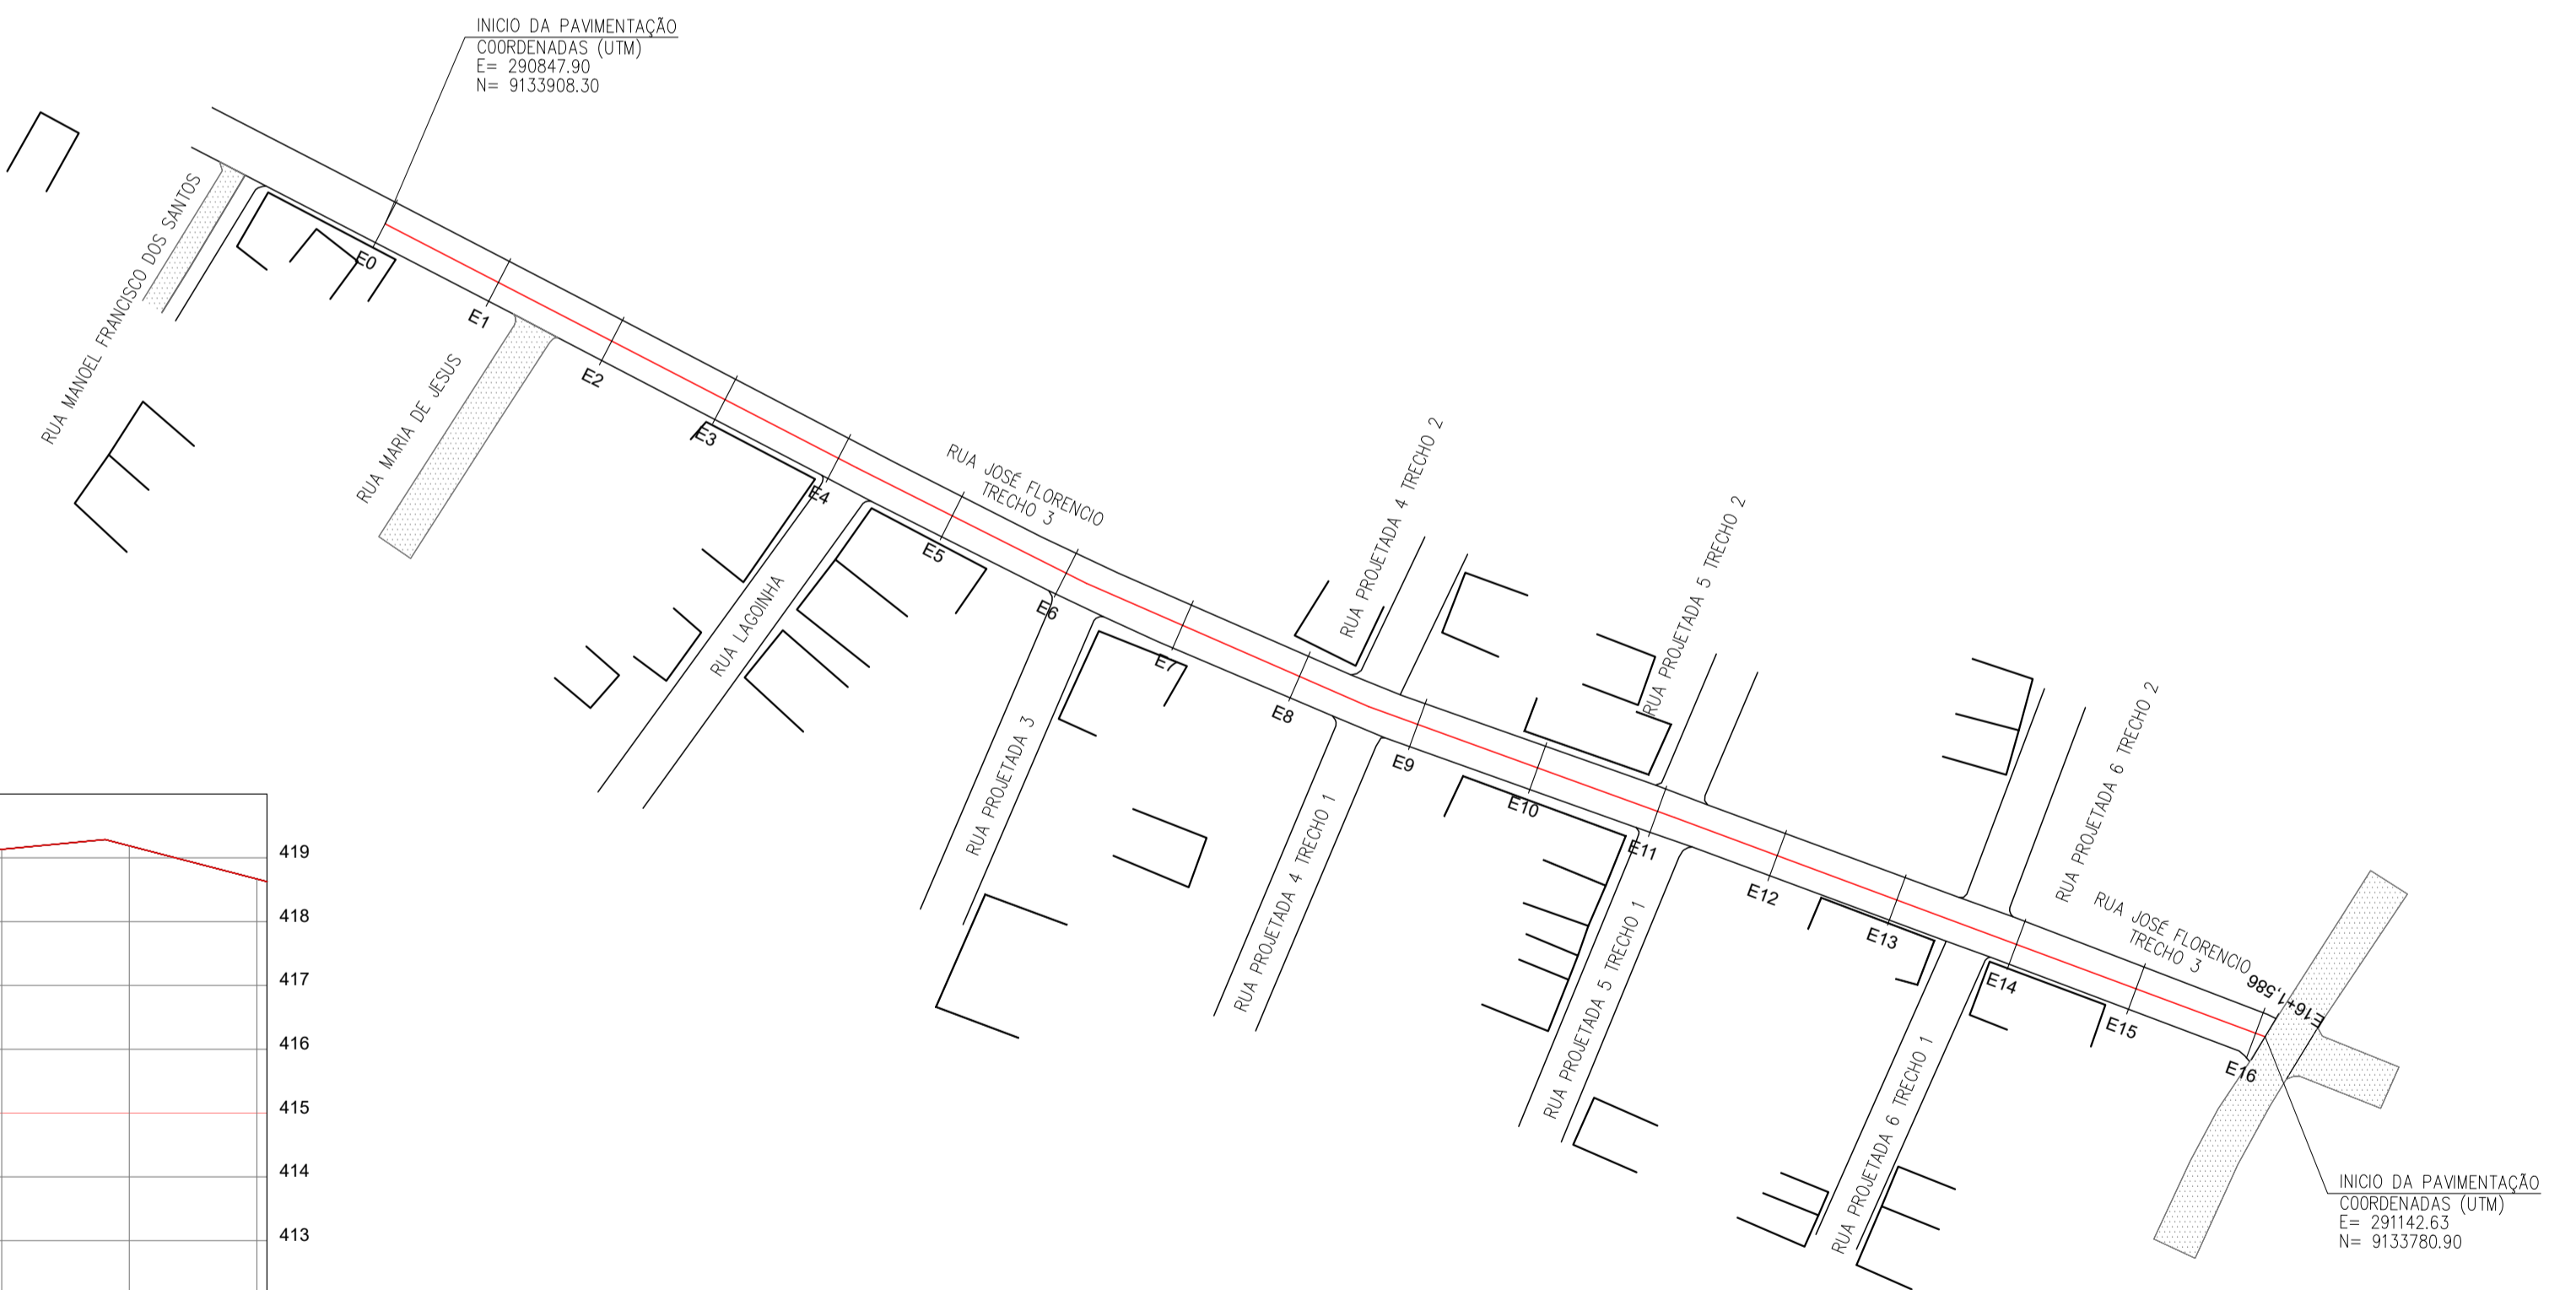 INICIO DA PAVIMENTAÇÃO
COORDENADAS (UTM)
E= 290847.90
N= 9133908.30
RUA MANOEL FRANCISCO DOS SANTOS
E0
E1
RUA MARIA DE JESUS
E2
E3
E4
RUA LAGOINHA
RUA JOSÉ FLORENCIO
TRECHO 3
E5
E6
RUA PROJETADA 3
E7
E8
RUA PROJETADA 4 TRECHO 2
RUA PROJETADA 4 TRECHO 1
E9
E10
RUA PROJETADA 5 TRECHO 2
E11
RUA PROJETADA 5 TRECHO 1
E12
E13
RUA PROJETADA 6 TRECHO 2
RUA PROJETADA 6 TRECHO 1
E14
E15
RUA JOSÉ FLORENCIO
TRECHO 3
E16+1,586
E16
INICIO DA PAVIMENTAÇÃO
COORDENADAS (UTM)
E= 291142.63
N= 9133780.90
419
418
417
416
415
414
413